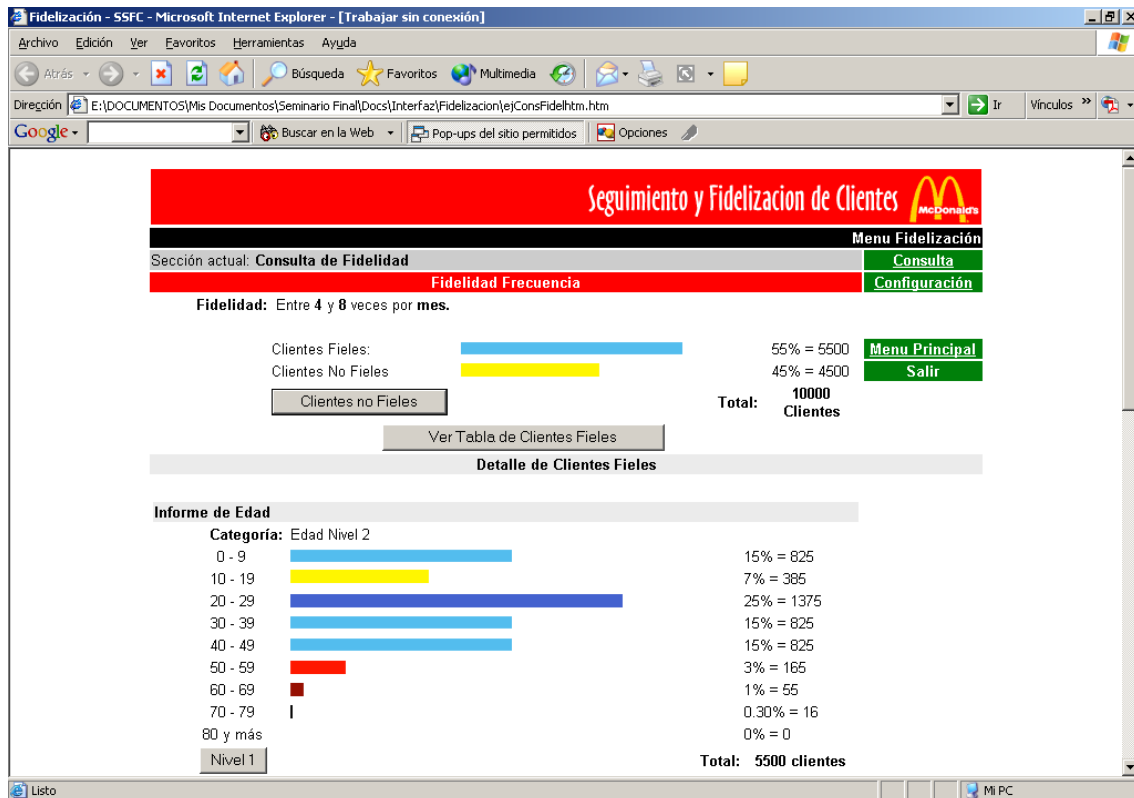 Fidelización - SSFC - Microsoft Internet Explorer - [Trabajar sin conexión]
Archivo Edición Ver Favoritos Herramientas Ayuda
Atrás Búsqueda Favoritos Multimedia
Dirección E:\DOCUMENTOS\Mis Documentos\Seminario Final\Docs\Interfaz\Fidelizacion\ejConsFidelhtm.htm Ir Vínculos »
Google Buscar en la Web Pop-ups del sitio permitidos Opciones
Seguimiento y Fidelizacion de Clientes McDonald's
Menu Fidelización
Sección actual: Consulta de Fidelidad Consulta
Fidelidad Frecuencia Configuración
Fidelidad: Entre 4 y 8 veces por mes.
Clientes Fieles: 55% = 5500 Menu Principal
Clientes No Fieles 45% = 4500 Salir
Clientes no Fieles Total: 10000 Clientes
Ver Tabla de Clientes Fieles
Detalle de Clientes Fieles
Informe de Edad
Categoría: Edad Nivel 2
0 - 9 15% = 825
10 - 19 7% = 385
20 - 29 25% = 1375
30 - 39 15% = 825
40 - 49 15% = 825
50 - 59 3% = 165
60 - 69 1% = 55
70 - 79 0.30% = 16
80 y más 0% = 0
Nivel 1 Total: 5500 clientes
Listo Mi PC